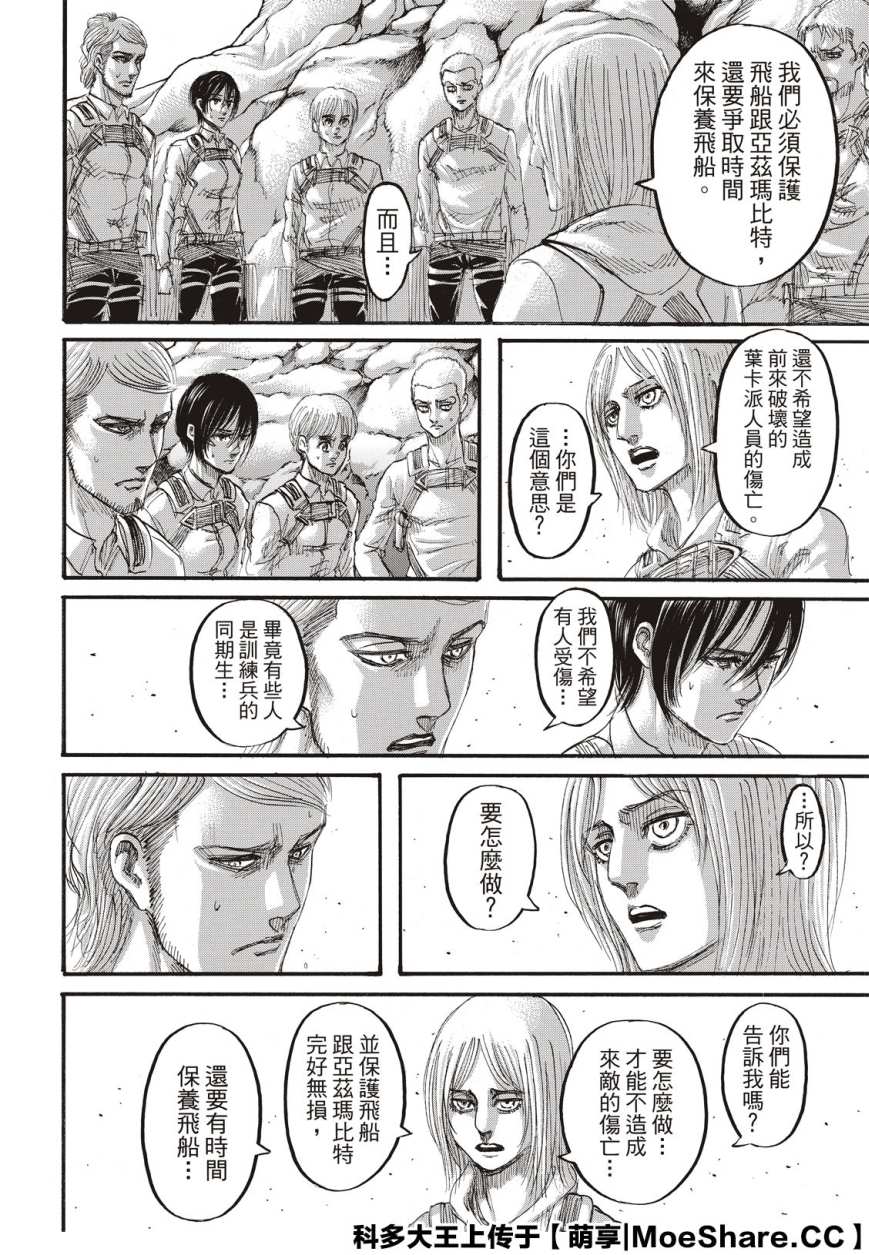 我們必須保護
飛船跟亞茲瑪比特，
還要爭取時間
來保養飛船。
而且…
還不希望造成
前來破壞的
葉卡派人員的傷亡。
…你們是
這個意思？
我們不希望
有人受傷…
畢竟有些人
是訓練兵的
同期生…
…所以？
要怎麼做？
你們能
告訴我嗎？
要怎麼做…
才能不造成
來敵的傷亡…
並保護飛船
跟亞茲瑪比特
完好無損，
還要有時間
保養飛船…
科多大王上传于【萌享|MoeShare.CC】